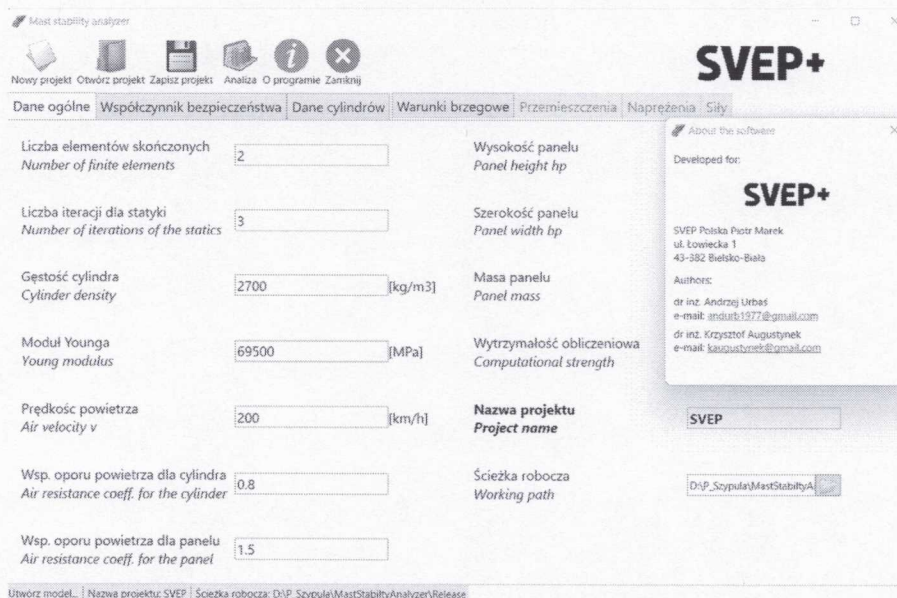 Mast stability analyzer
Nowy projekt Otwórz projekt Zapisz projekt Analiza O programie Zamknij
SVEP+
Dane ogólne Współczynnik bezpieczeństwa Dane cylindrów Warunki brzegowe Przemieszczenia Naprężenia Siły
Liczba elementów skończonych
Number of finite elements
2
Liczba iteracji dla statyki
Number of iterations of the statics
3
Gęstość cylindra
Cylinder density
2700 [kg/m3]
Moduł Younga
Young modulus
69500 [MPa]
Prędkośc powietrza
Air velocity v
200 [km/h]
Wsp. oporu powietrza dla cylindra
Air resistance coeff. for the cylinder
0.8
Wsp. oporu powietrza dla panelu
Air resistance coeff. for the panel
1.5
Wysokość panelu
Panel height hp
Szerokość panelu
Panel width bp
Masa panelu
Panel mass
Wytrzymałość obliczeniowa
Computational strength
Nazwa projektu
Project name
SVEP
Ścieżka robocza
Working path
D:\P_Szypula\MastStabiltyA
About the software
Developed for:
SVEP+
SVEP Polska Piotr Marek
ul. Łowiecka 1
43-382 Bielsko-Biała
Authors:
dr inż. Andrzej Urbaś
e-mail: andurb1977@gmail.com
dr inż. Krzysztof Augustynek
e-mail: kaugustynek@gmail.com
Utwórz model... Nazwa projektu: SVEP Ścieżka robocza: D:\P_Szypula\MastStabiltyAnalyzer\Release